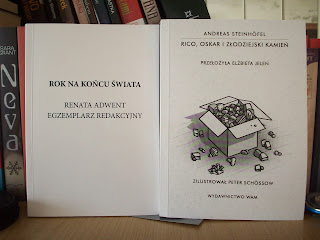 ROK NA KOŃCU ŚWIATA
RENATA ADWENT
EGZEMPLARZ REDAKCYJNY
ANDREAS STEINHÖFEL
RICO, OSKAR I ZŁODZIEJSKI KAMIEŃ
PRZEŁOŻYŁA ELŻBIETA JELEŃ
ZILUSTROWAŁ PETER SCHÖSSOW
WYDAWNICTWO WAM
Neva